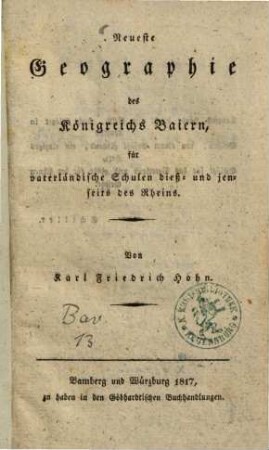 Neueste
Geographie
des
Königreichs Baiern,
für
vaterländische Schulen dieß- und jen-
seits des Rheins.
Von
Karl Friedrich Hohn.
Bav.
13
Bamberg und Würzburg 1817,
zu haben in den Göbhardtischen Buchhandlungen.